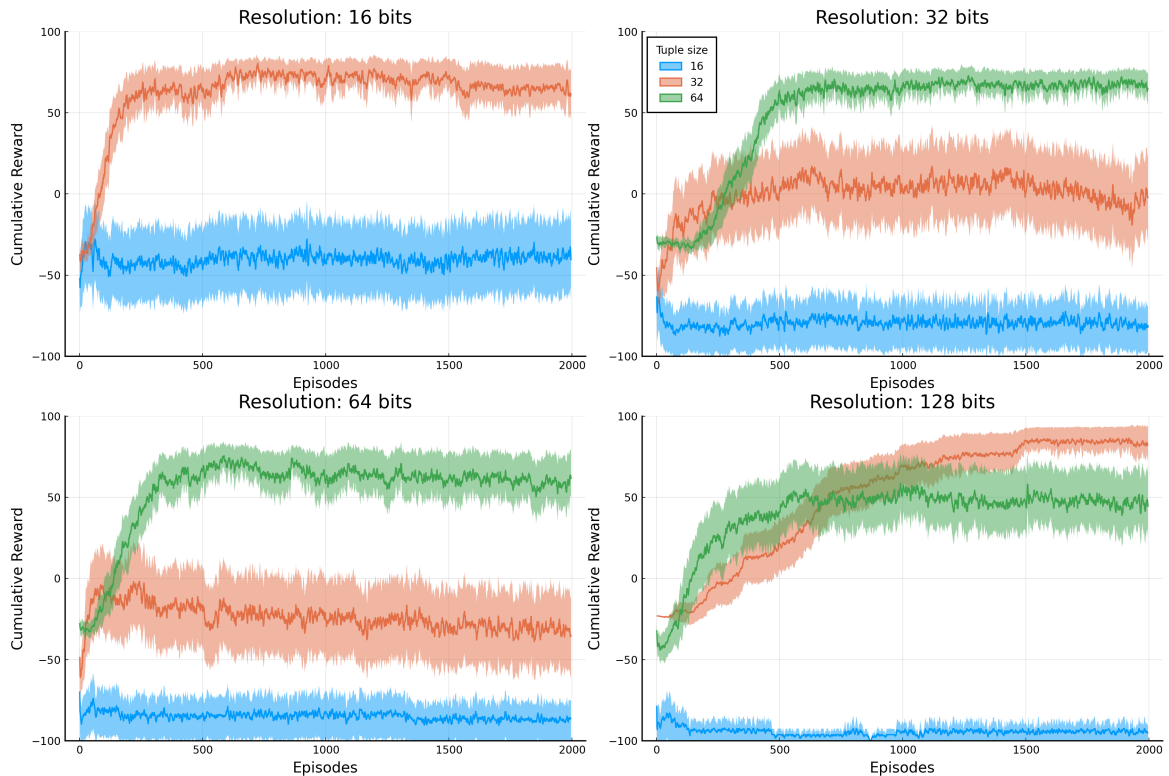 Resolution: 16 bits
100
50
0
−50
−100
Cumulative Reward
0 500 1000 1500 2000
Episodes
Resolution: 32 bits
100
50
0
−50
−100
Cumulative Reward
Tuple size
16
32
64
0 500 1000 1500 2000
Episodes
Resolution: 64 bits
100
50
0
−50
−100
Cumulative Reward
0 500 1000 1500 2000
Episodes
Resolution: 128 bits
100
50
0
−50
−100
Cumulative Reward
0 500 1000 1500 2000
Episodes